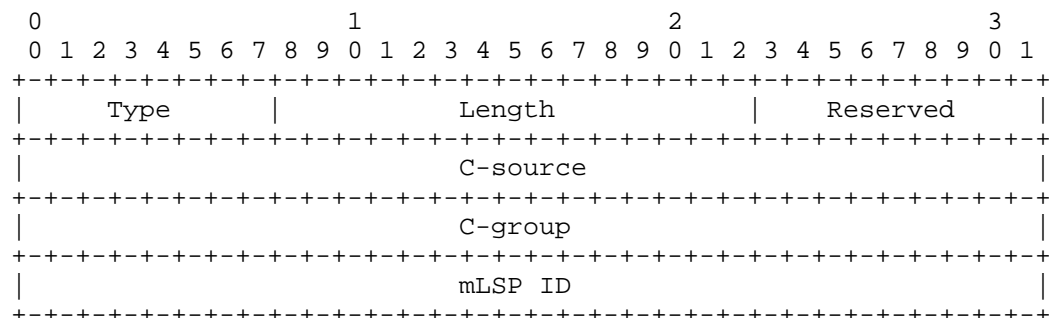 0                   1                   2                   3
 0 1 2 3 4 5 6 7 8 9 0 1 2 3 4 5 6 7 8 9 0 1 2 3 4 5 6 7 8 9 0 1
+-+-+-+-+-+-+-+-+-+-+-+-+-+-+-+-+-+-+-+-+-+-+-+-+-+-+-+-+-+-+-+-+
|     Type      |           Length            |    Reserved     |
+-+-+-+-+-+-+-+-+-+-+-+-+-+-+-+-+-+-+-+-+-+-+-+-+-+-+-+-+-+-+-+-+
|                           C-source                            |
+-+-+-+-+-+-+-+-+-+-+-+-+-+-+-+-+-+-+-+-+-+-+-+-+-+-+-+-+-+-+-+-+
|                           C-group                             |
+-+-+-+-+-+-+-+-+-+-+-+-+-+-+-+-+-+-+-+-+-+-+-+-+-+-+-+-+-+-+-+-+
|                           mLSP ID                             |
+-+-+-+-+-+-+-+-+-+-+-+-+-+-+-+-+-+-+-+-+-+-+-+-+-+-+-+-+-+-+-+-+